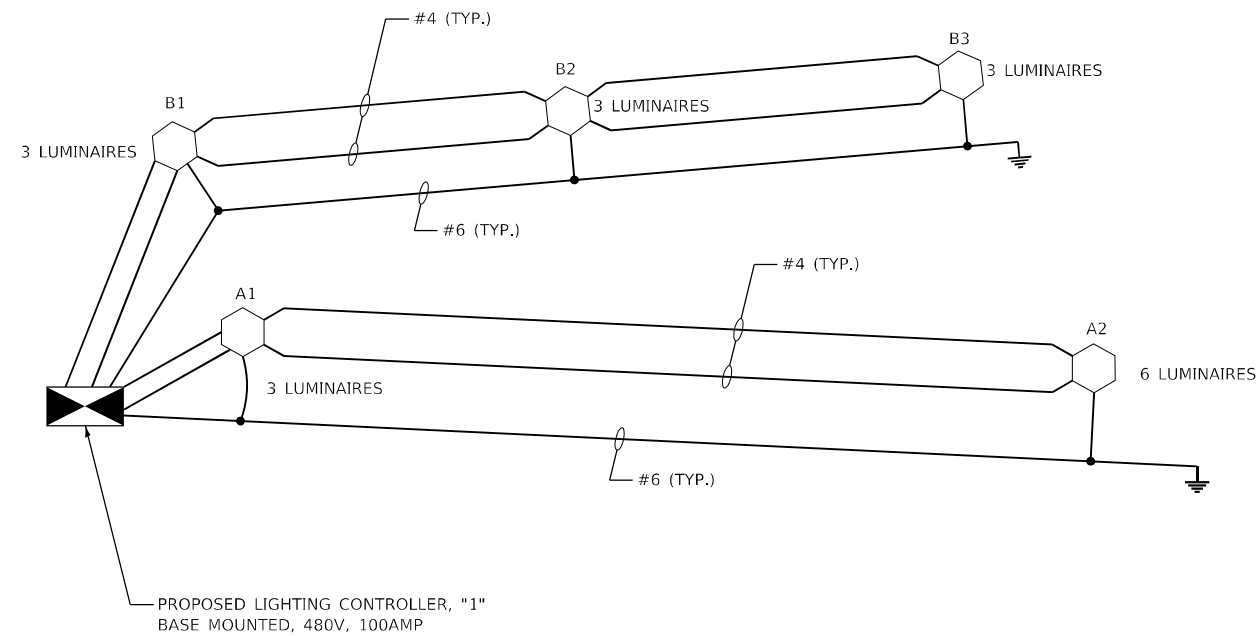 #4 (TYP.)
B3
3 LUMINAIRES
B2
3 LUMINAIRES
B1
3 LUMINAIRES
#6 (TYP.)
#4 (TYP.)
A1
A2
3 LUMINAIRES
6 LUMINAIRES
#6 (TYP.)
PROPOSED LIGHTING CONTROLLER, "1"
BASE MOUNTED, 480V, 100AMP